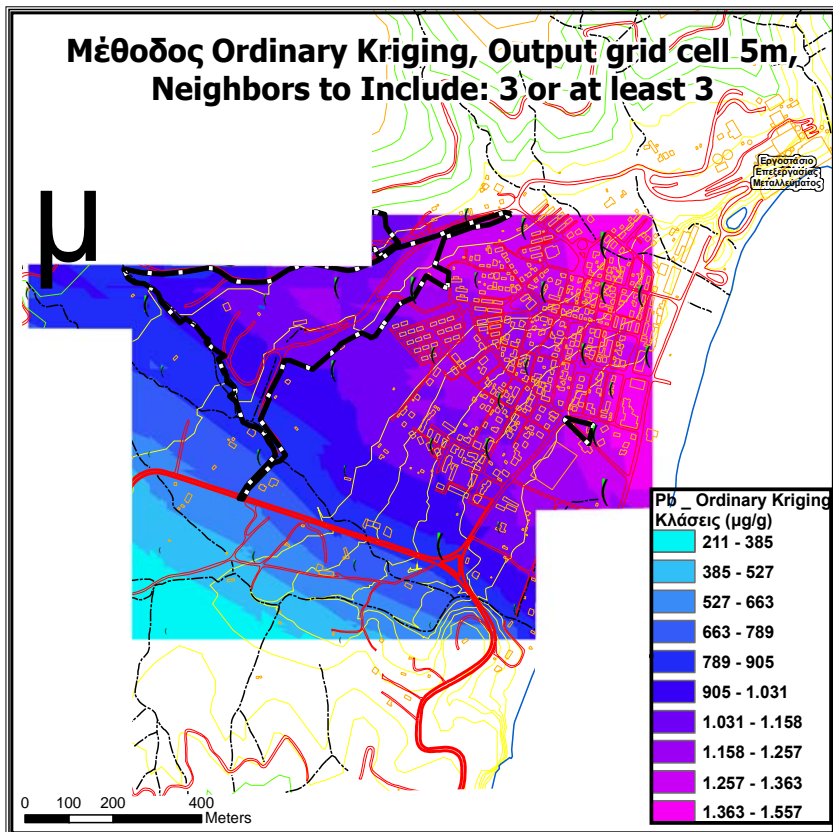 Μέθοδος Ordinary Kriging, Output grid cell 5m,
Neighbors to Include: 3 or at least 3
Εργοστάσιο
Επεξεργασίας
Μεταλλεύματος
μ
Pb _ Ordinary Kriging
Κλάσεις (μg/g)
211 - 385
385 - 527
527 - 663
663 - 789
789 - 905
905 - 1.031
1.031 - 1.158
1.158 - 1.257
1.257 - 1.363
1.363 - 1.557
0 100 200 400
Meters